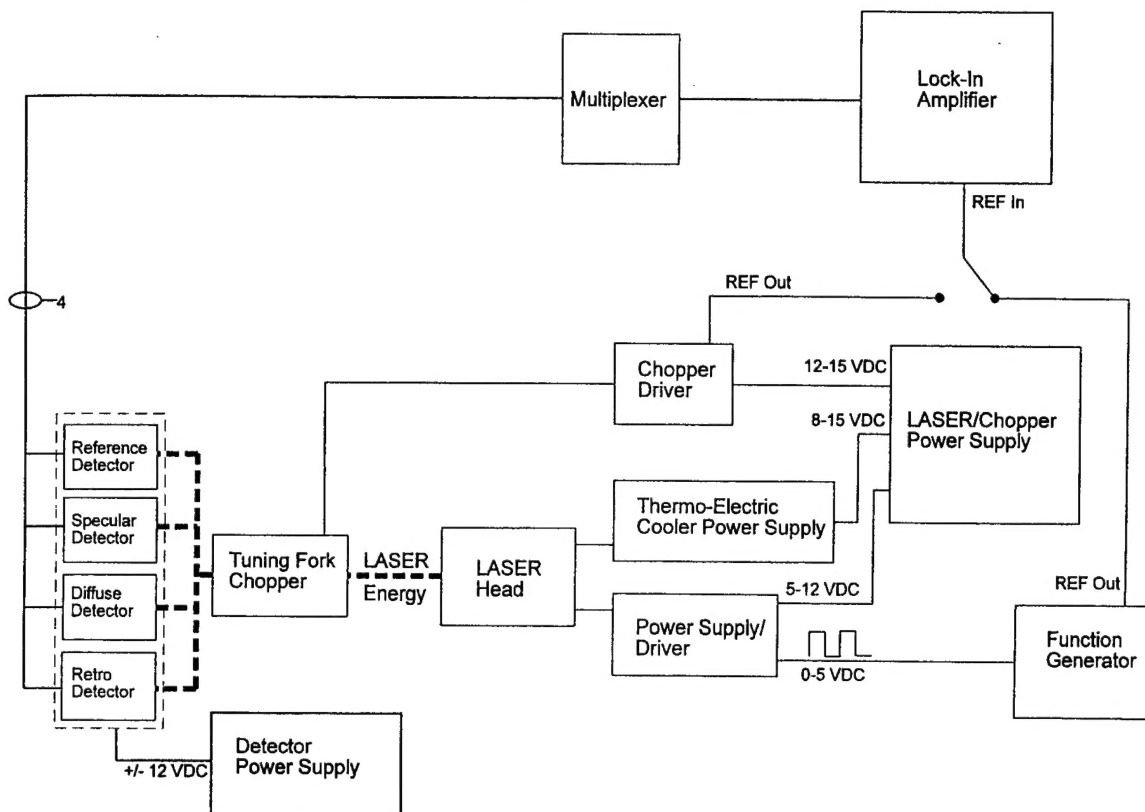 Multiplexer
Lock-In
Amplifier
REF In
4
REF Out
Chopper
Driver
12-15 VDC
8-15 VDC
LASER/Chopper
Power Supply
Reference
Detector
Specular
Detector
Diffuse
Detector
Retro
Detector
Tuning Fork
Chopper
LASER
Energy
LASER
Head
Thermo-Electric
Cooler Power Supply
5-12 VDC
Power Supply/
Driver
0-5 VDC
REF Out
Function
Generator
+/- 12 VDC
Detector
Power Supply